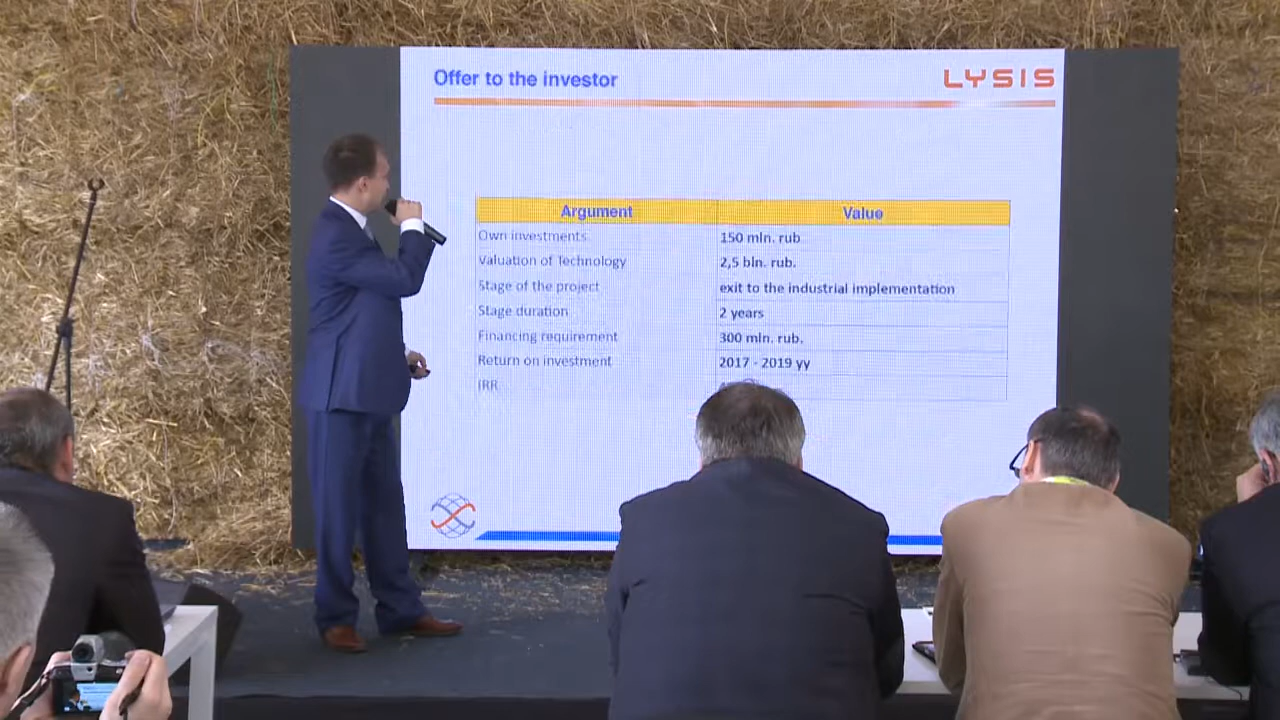 Offer to the investor LYSIS
Argument Value
Own investments 150 mln. rub
Valuation of Technology 2,5 bln. rub.
Stage of the project exit to the industrial implementation
Stage duration 2 years
Financing requirement 300 mln. rub.
Return on investment 2017 - 2019 yy
IRR